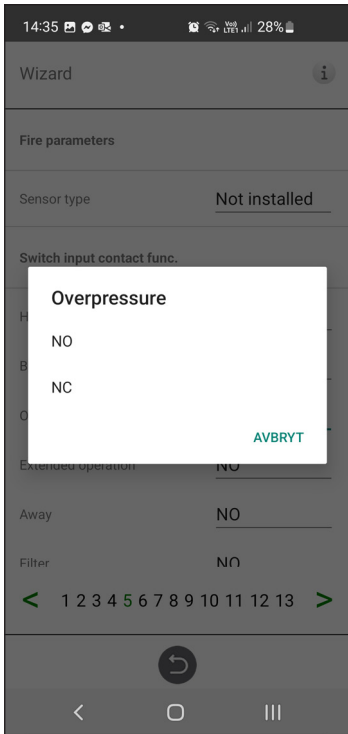 14:35 Vo)) LTE1 28%
Wizard
i
Fire parameters
Sensor type Not installed
Switch input contact func.
H
Overpressure
NO
B
NC
O
AVBRYT
Extended operation NO
Away NO
Filter NO
< 1 2 3 4 5 6 7 8 9 10 11 12 13 >